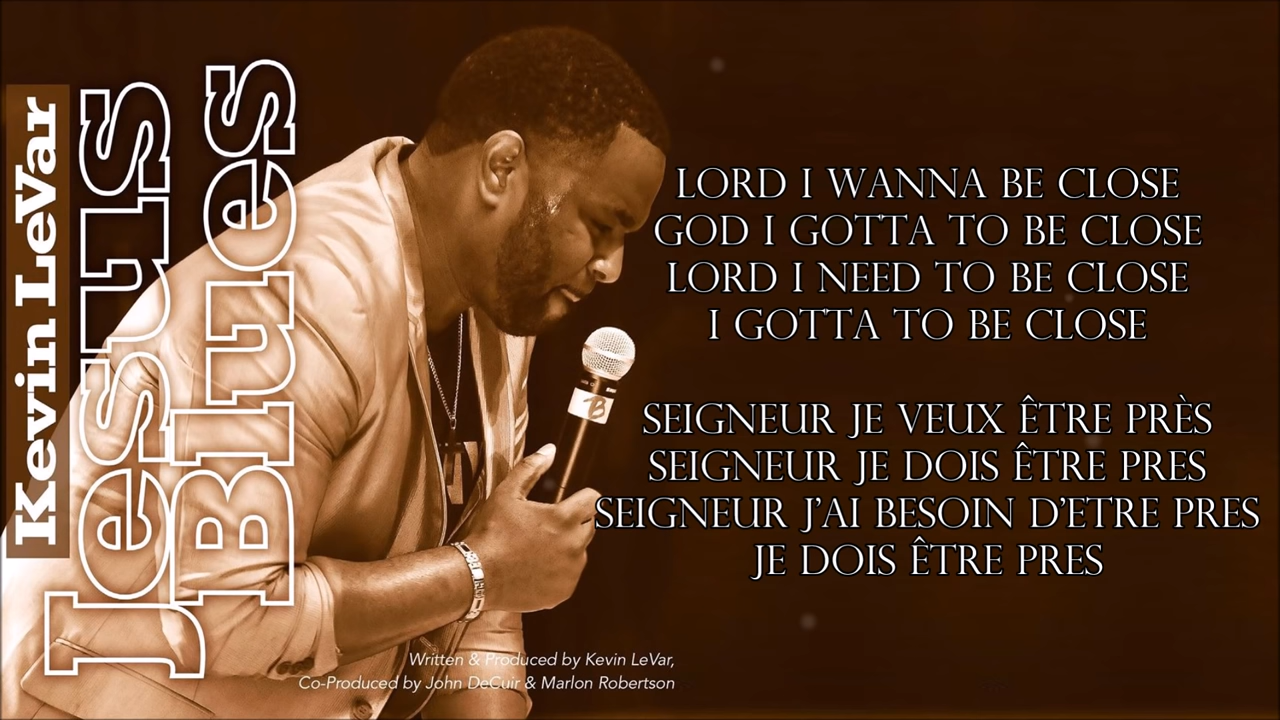 Kevin LeVar
Jesus
Blues
LORD I WANNA BE CLOSE
GOD I GOTTA TO BE CLOSE
LORD I NEED TO BE CLOSE
I GOTTA TO BE CLOSE
SEIGNEUR JE VEUX ÊTRE PRÈS
SEIGNEUR JE DOIS ÊTRE PRES
SEIGNEUR J'AI BESOIN D'ETRE PRES
JE DOIS ÊTRE PRES
Written & Produced by Kevin LeVar,
Co-Produced by John DeCuir & Marlon Robertson